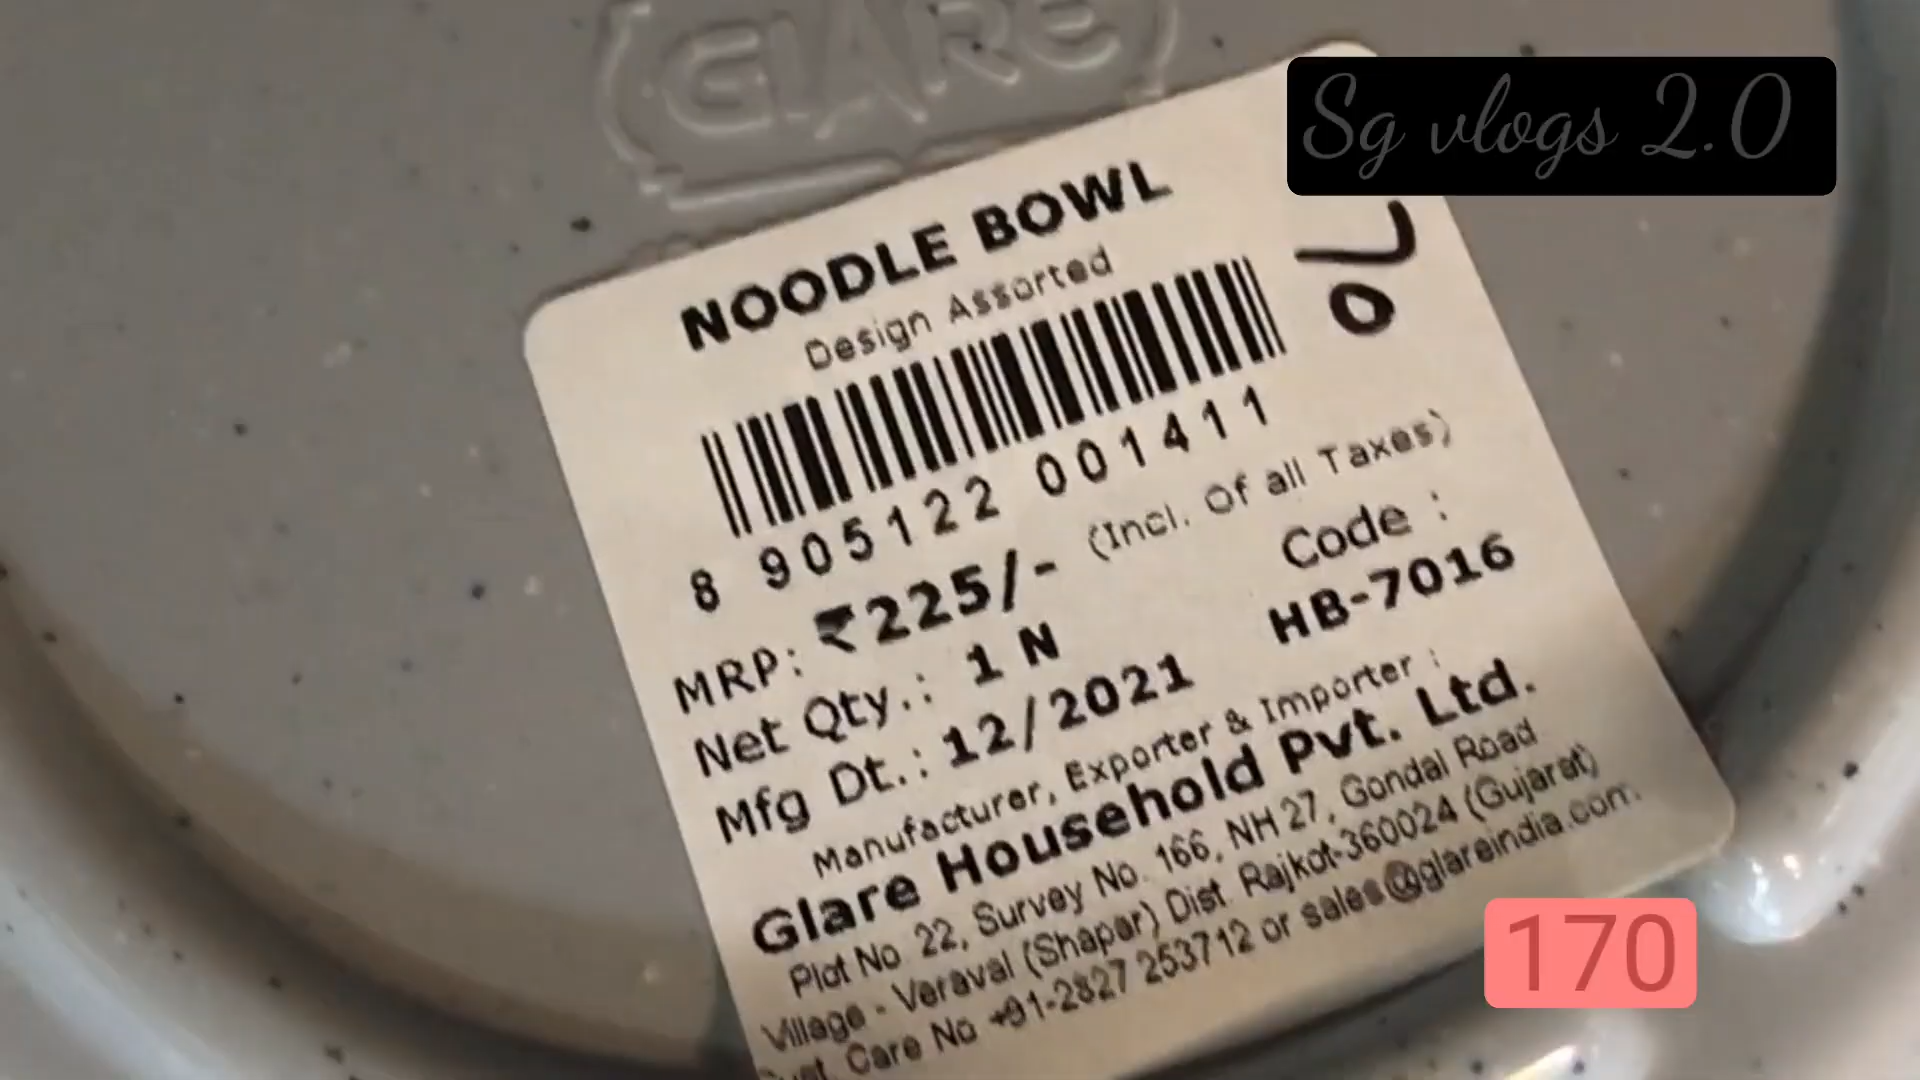 GLARE
Sg vlogs 2.0
NOODLE BOWL
Design Assorted
8 905122 001411
MRP: ₹225/- (Incl. Of all Taxes)
Net Qty.: 1 N
Code :
HB-7016
Mfg Dt.: 12/2021
Manufacturer, Exporter & Importer :
Glare Household Pvt. Ltd.
Plot No. 22, Survey No. 166, NH 27, Gondal Road
Village - Veraval (Shapar) Dist. Rajkot-360024 (Gujarat)
Care No +91-2827 253712 or sales@glareindia.com
170